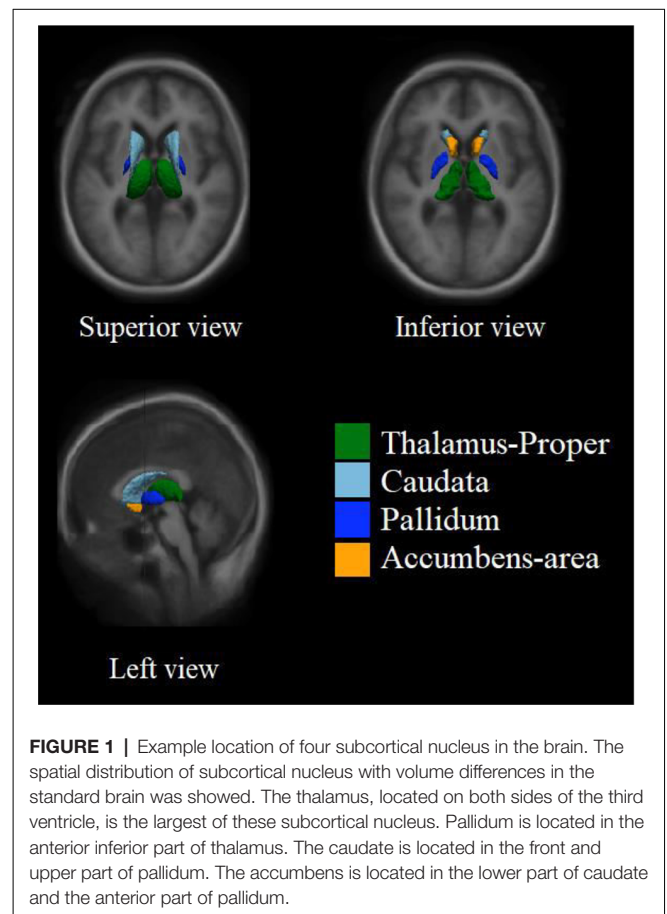 Superior view
Inferior view
Left view
Thalamus-Proper
Caudata
Pallidum
Accumbens-area
FIGURE 1 | Example location of four subcortical nucleus in the brain. The
spatial distribution of subcortical nucleus with volume differences in the
standard brain was showed. The thalamus, located on both sides of the third
ventricle, is the largest of these subcortical nucleus. Pallidum is located in the
anterior inferior part of thalamus. The caudate is located in the front and
upper part of pallidum. The accumbens is located in the lower part of caudate
and the anterior part of pallidum.